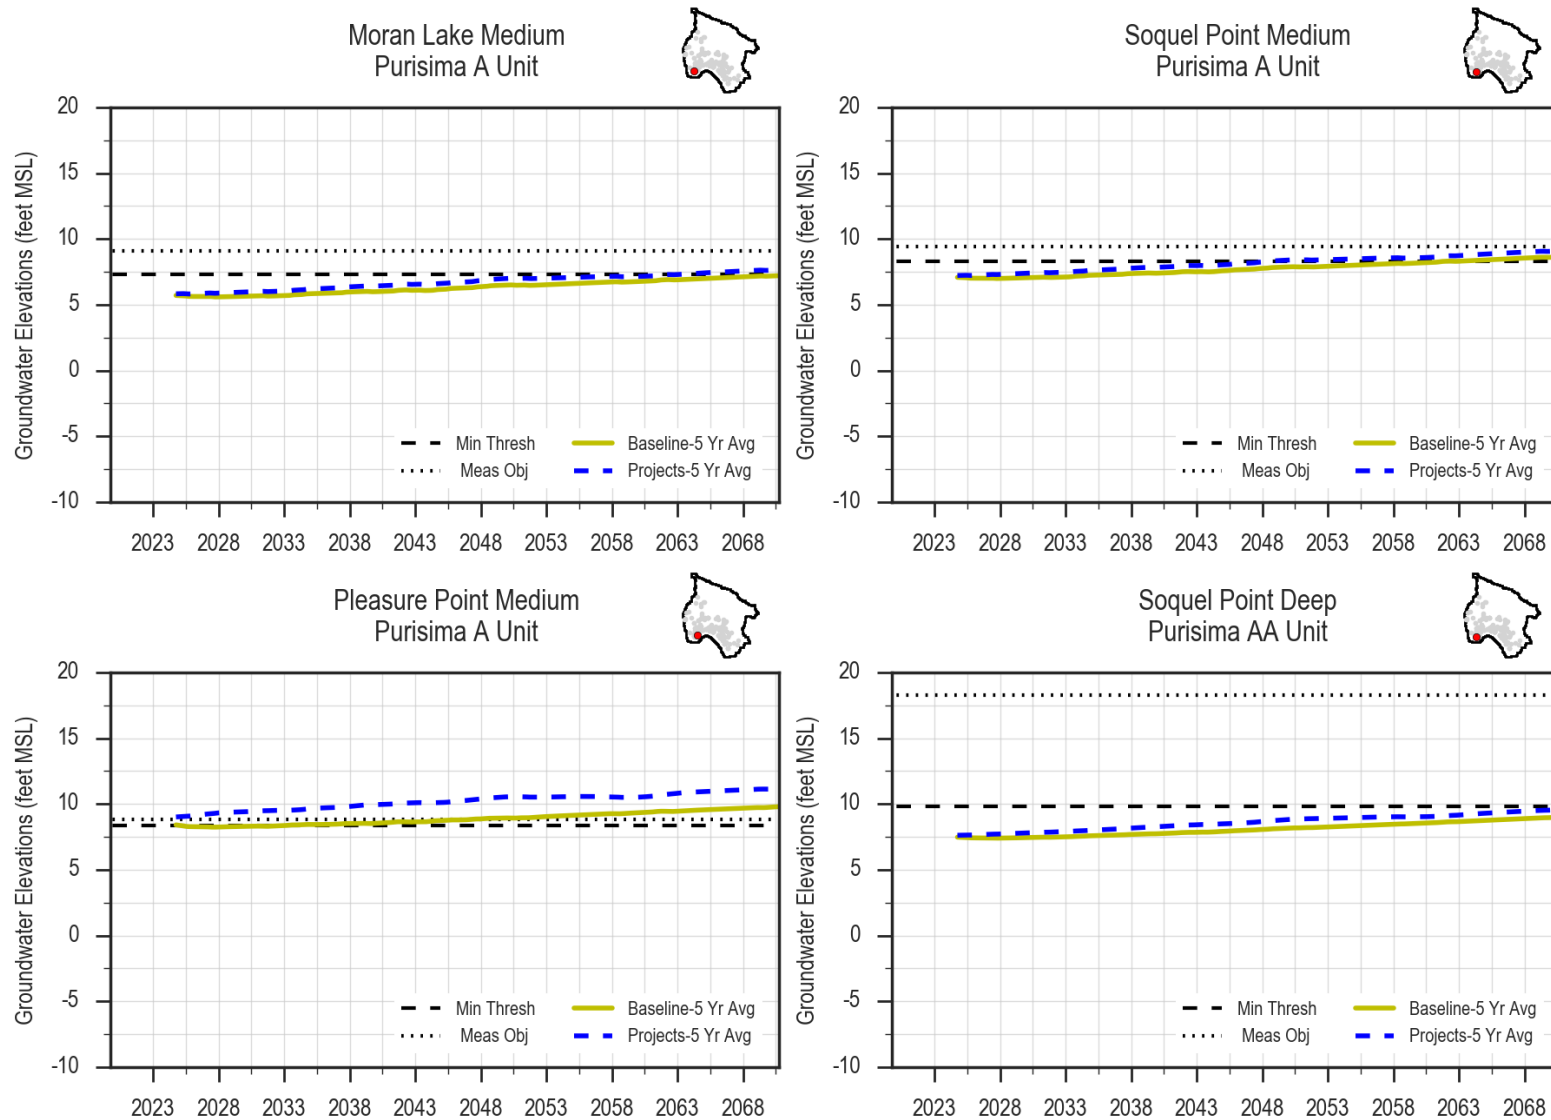 Moran Lake Medium
Purisima A Unit
Groundwater Elevations (feet MSL)
20
15
10
5
0
-5
-10
Min Thresh
Baseline-5 Yr Avg
Meas Obj
Projects-5 Yr Avg
2023 2028 2033 2038 2043 2048 2053 2058 2063 2068
Soquel Point Medium
Purisima A Unit
Groundwater Elevations (feet MSL)
20
15
10
5
0
-5
-10
Min Thresh
Baseline-5 Yr Avg
Meas Obj
Projects-5 Yr Avg
2023 2028 2033 2038 2043 2048 2053 2058 2063 2068
Pleasure Point Medium
Purisima A Unit
Groundwater Elevations (feet MSL)
20
15
10
5
0
-5
-10
Min Thresh
Baseline-5 Yr Avg
Meas Obj
Projects-5 Yr Avg
2023 2028 2033 2038 2043 2048 2053 2058 2063 2068
Soquel Point Deep
Purisima AA Unit
Groundwater Elevations (feet MSL)
20
15
10
5
0
-5
-10
Min Thresh
Baseline-5 Yr Avg
Meas Obj
Projects-5 Yr Avg
2023 2028 2033 2038 2043 2048 2053 2058 2063 2068